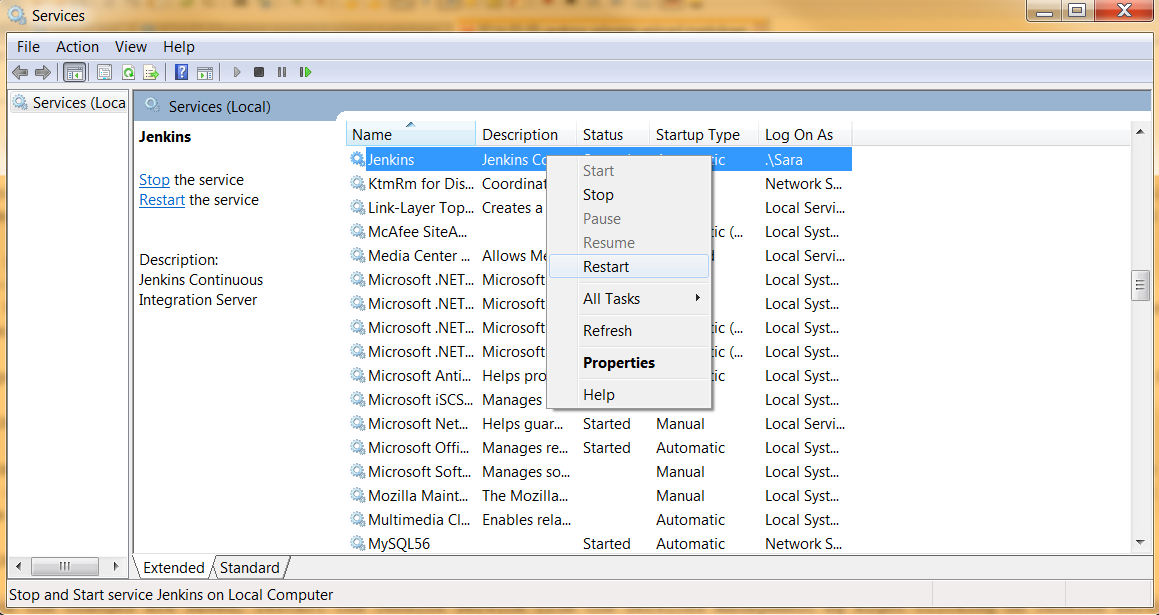 Services
File Action View Help
Services (Loca
Services (Local)
Jenkins
Stop the service
Restart the service
Description:
Jenkins Continuous
Integration Server
Name Description Status Startup Type Log On As
Jenkins Jenkins Co .\Sara
KtmRm for Dis... Coordinat Network S...
Link-Layer Top... Creates a Local Servi...
McAfee SiteA... tic (... Local Syst...
Media Center ... Allows Me Local Syst...
Microsoft .NET... Microsoft Local Syst...
Microsoft .NET... Microsoft Local Syst...
Microsoft .NET... Microsoft tic (... Local Syst...
Microsoft .NET... Microsoft tic (... Local Syst...
Microsoft Anti... Helps pro tic Local Syst...
Microsoft iSCS... Manages Local Syst...
Microsoft Net... Helps guar... Started Manual Local Servi...
Microsoft Offi... Manages re... Started Automatic Local Syst...
Microsoft Soft... Manages so... Manual Local Syst...
Mozilla Maint... The Mozilla... Manual Local Syst...
Multimedia Cl... Enables rela... Automatic Local Syst...
MySQL56 Started Automatic Network S...
Start
Stop
Pause
Resume
Restart
All Tasks
Refresh
Properties
Help
Extended Standard
Stop and Start service Jenkins on Local Computer